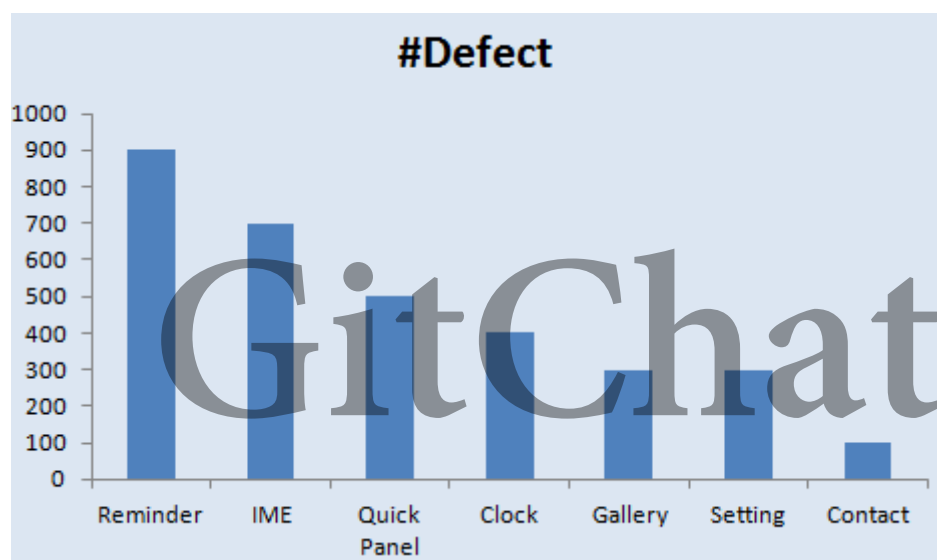 #Defect
1000
900
800
700
600
500
400
300
200
100
0
Reminder
IME
Quick
Panel
Clock
Gallery
Setting
Contact
GitChat